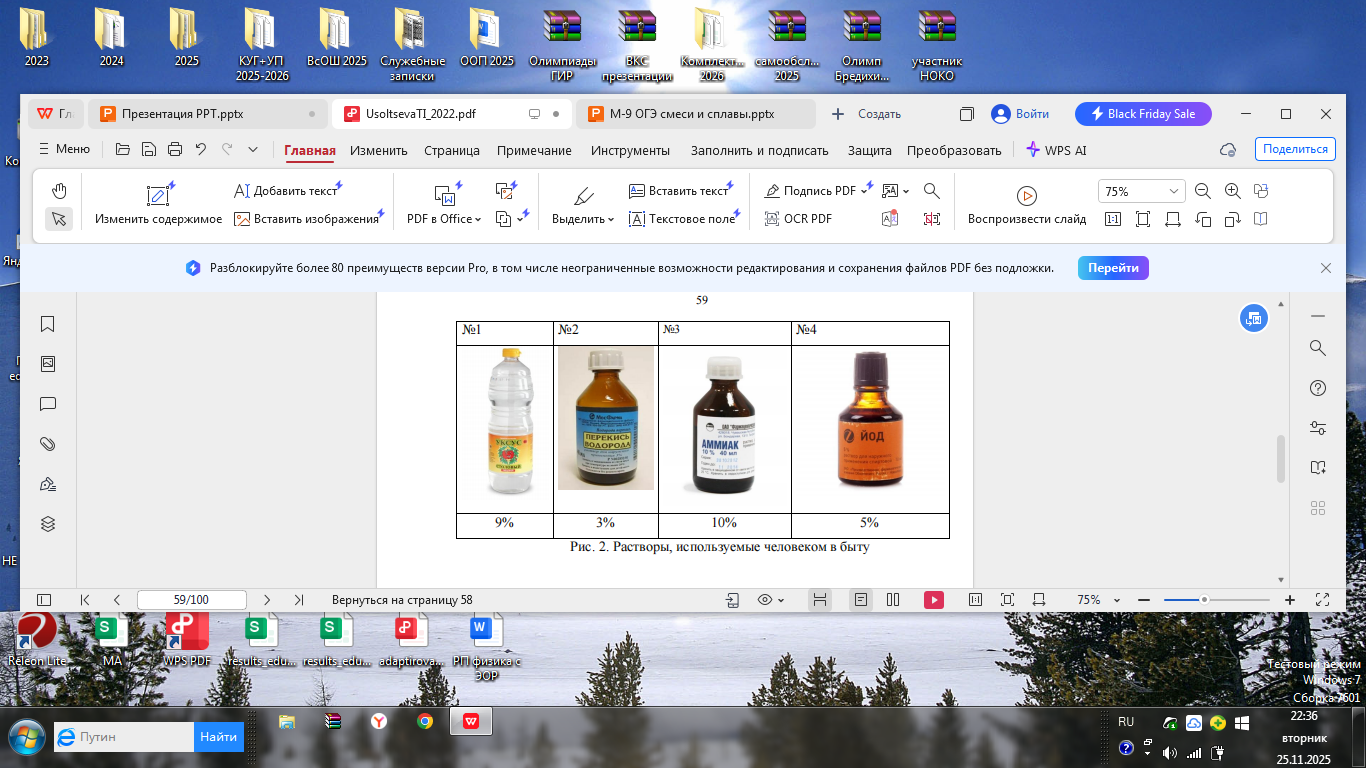 2023
2024
2025
КУГ+УП
2025-2026
ВсОШ 2025
Служебные
записки
ООП 2025
Олимпиады
ГИР
ВКС
презентации
Комплект...
2026
самообсл...
2025
Олимп
Бредихи...
участник
НОКО
Презентация PPT.pptx
UsoltsevaTI_2022.pdf
М-9 ОГЭ смеси и сплавы.pptx
Создать
Войти
Black Friday Sale
Меню
Главная
Изменить
Страница
Примечание
Инструменты
Заполнить и подписать
Защита
Преобразовать
WPS AI
Поделиться
Изменить содержимое
Добавить текст
Вставить изображения
PDF в Office
Выделить
Вставить текст
Текстовое поле
Подпись PDF
OCR PDF
Воспроизвести слайд
75%
1:1
Разблокируйте более 80 преимуществ версии Pro, в том числе неограниченные возможности редактирования и сохранения файлов PDF без подложки.
Перейти
59
№1 №2 №3 №4
УКСУС
ПЕРЕКИСЬ
ВОДОРОДА
АММИАК
10 % 40 мл
ЙОД
9% 3% 10% 5%
Рис. 2. Растворы, используемые человеком в быту
59/100
Вернуться на страницу 58
75%
Releon Lite
МА
WPS PDF
results_edu...
results_edu...
adaptirova...
РП физика с
ЭОР
Тестовый режим
Windows 7
Сборка 7601
Путин
Найти
RU
22:36
вторник
25.11.2025